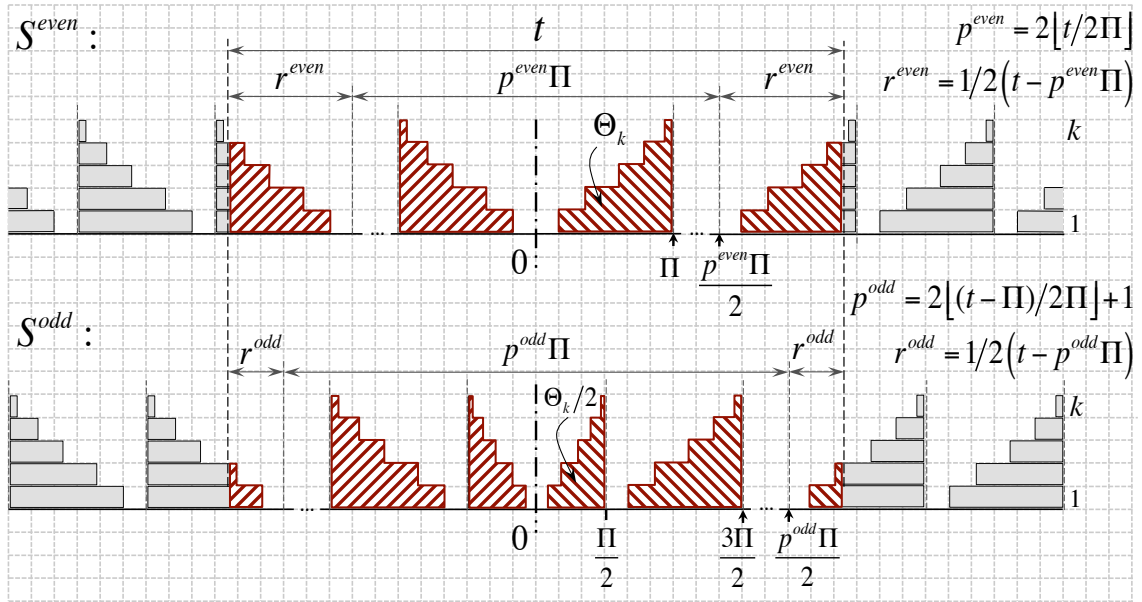 S^{even} :
t
p^{even} = 2⌊t/2Π⌋
r^{even}
p^{even}Π
r^{even}
r^{even} = 1/2(t − p^{even}Π)
Θ_k
k
1
...
...
0
Π
p^{even}Π
2
p^{odd} = 2⌊(t − Π)/2Π⌋ + 1
S^{odd} :
r^{odd}
p^{odd}Π
r^{odd}
r^{odd} = 1/2(t − p^{odd}Π)
Θ_k/2
k
1
...
...
0
Π
2
3Π
2
p^{odd}Π
2